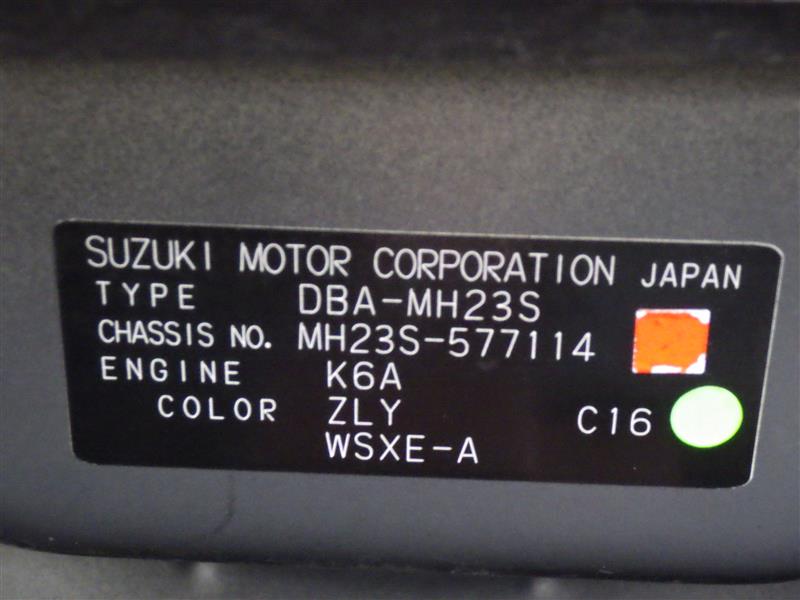 SUZUKI MOTOR CORPORATION JAPAN
TYPE DBA-MH23S
CHASSIS NO. MH23S-577114
ENGINE K6A
COLOR ZLY C16
WSXE-A